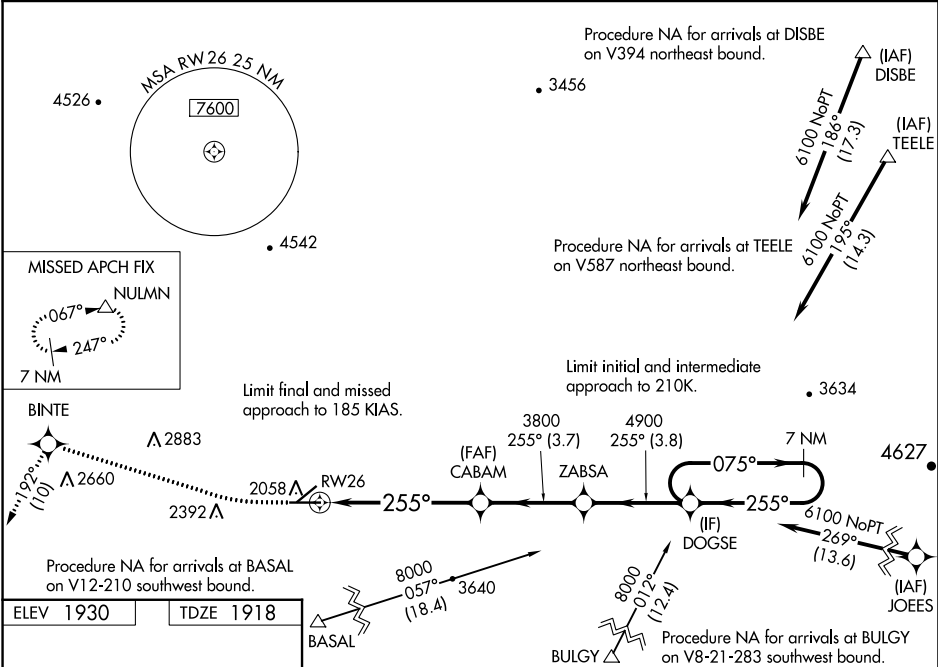 Procedure NA for arrivals at DISBE
on V394 northeast bound.
MSA RW26 25 NM
7600
4526
3456
(IAF)
DISBE
6100 NoPT
186°
(17.3)
(IAF)
TEELE
6100 NoPT
195°
(14.3)
4542
Procedure NA for arrivals at TEELE
on V587 northeast bound.
MISSED APCH FIX
NULMN
067°
247°
7 NM
Limit final and missed
approach to 185 KIAS.
Limit initial and intermediate
approach to 210K.
3634
BINTE
2883
2660
192°
(10)
2392
2058
RW26
255°
(FAF)
CABAM
3800
255° (3.7)
ZABSA
4900
255° (3.8)
075°
7 NM
4627
255°
(IF)
DOGSE
6100 NoPT
269°
(13.6)
(IAF)
JOEES
Procedure NA for arrivals at BASAL
on V12-210 southwest bound.
8000
057°
(18.4)
3640
BASAL
8000
012°
(12.4)
BULGY
Procedure NA for arrivals at BULGY
on V8-21-283 southwest bound.
ELEV 1930
TDZE 1918